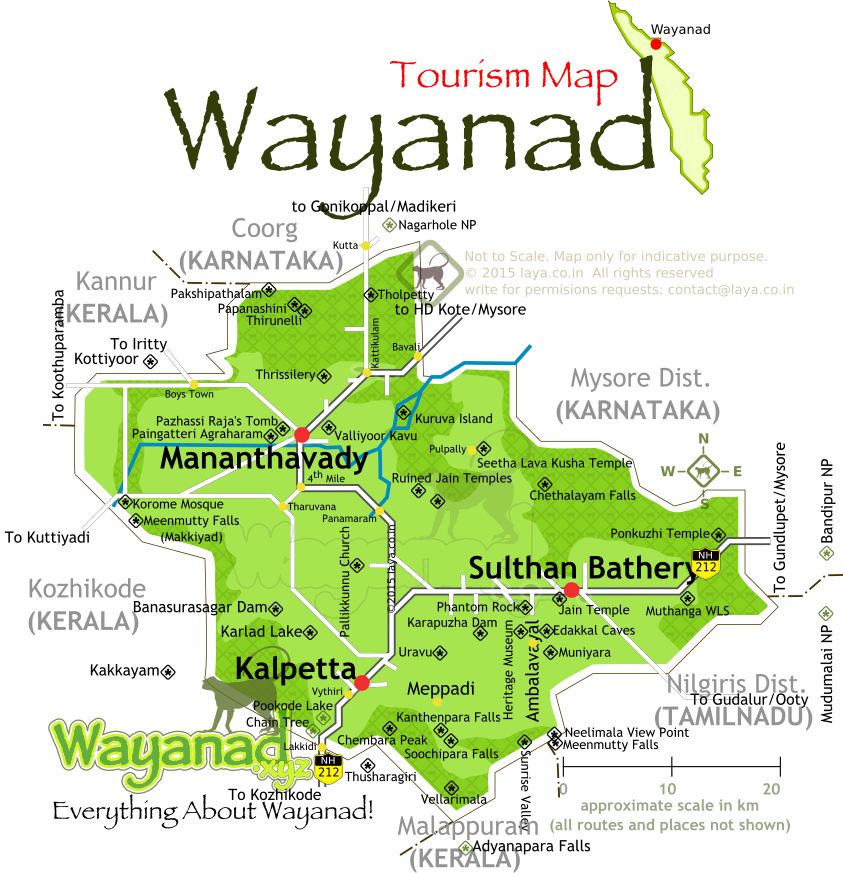 Wayanad
Tourism Map
Wayanad
to Gonikoppal/Madikeri
Nagarhole NP
Coorg
(KARNATAKA)
Kutta
Not to Scale. Map only for indicative purpose.
© 2015 laya.co.in All rights reserved
write for permisions requests: contact@laya.co.in
Kannur
(KERALA)
Pakshipathalam
Papanashini
Thirunelli
Tholpetty
to HD Kote/Mysore
To Koothuparamba
To Iritty
Kottiyoor
Kattikulam
Bavali
Thrissilery
Boys Town
Mysore Dist.
(KARNATAKA)
Kuruva Island
Pazhassi Raja's Tomb
Paingatteri Agraharam
Valliyoor Kavu
Mananthavady
Pulpally
Seetha Lava Kusha Temple
N
W
E
S
4th Mile
Ruined Jain Temples
Chethalayam Falls
Korome Mosque
Tharuvana
Panamaram
Meenmutty Falls
(Makkiyad)
To Kuttiyadi
Ponkuzhi Temple
To Gundlupet/Mysore
Bandipur NP
NH
212
Sulthan Bathery
Pallikkunnu Church
©2015 laya.co.in
Kozhikode
(KERALA)
Banasurasagar Dam
Phantom Rock
Jain Temple
Muthanga WLS
Karlad Lake
Karapuzha Dam
Heritage Museum
Ambalavayal
Edakkal Caves
Uravu
Muniyara
Mudumalai NP
Kakkayam
Kalpetta
Vythiri
Meppadi
Nilgiris Dist.
To Gudalur/Ooty
(TAMILNADU)
Pookode Lake
Chain Tree
Kanthenpara Falls
Lakkidi
Chembara Peak
Soochipara Falls
Neelimala View Point
Meenmutty Falls
Sunrise Valley
Wayanad
.xyz
NH
212
Thusharagiri
To Kozhikode
Vellarimala
Everything About Wayanad!
0 10 20
approximate scale in km
(all routes and places not shown)
Malappuram
(KERALA)
Adyanapara Falls